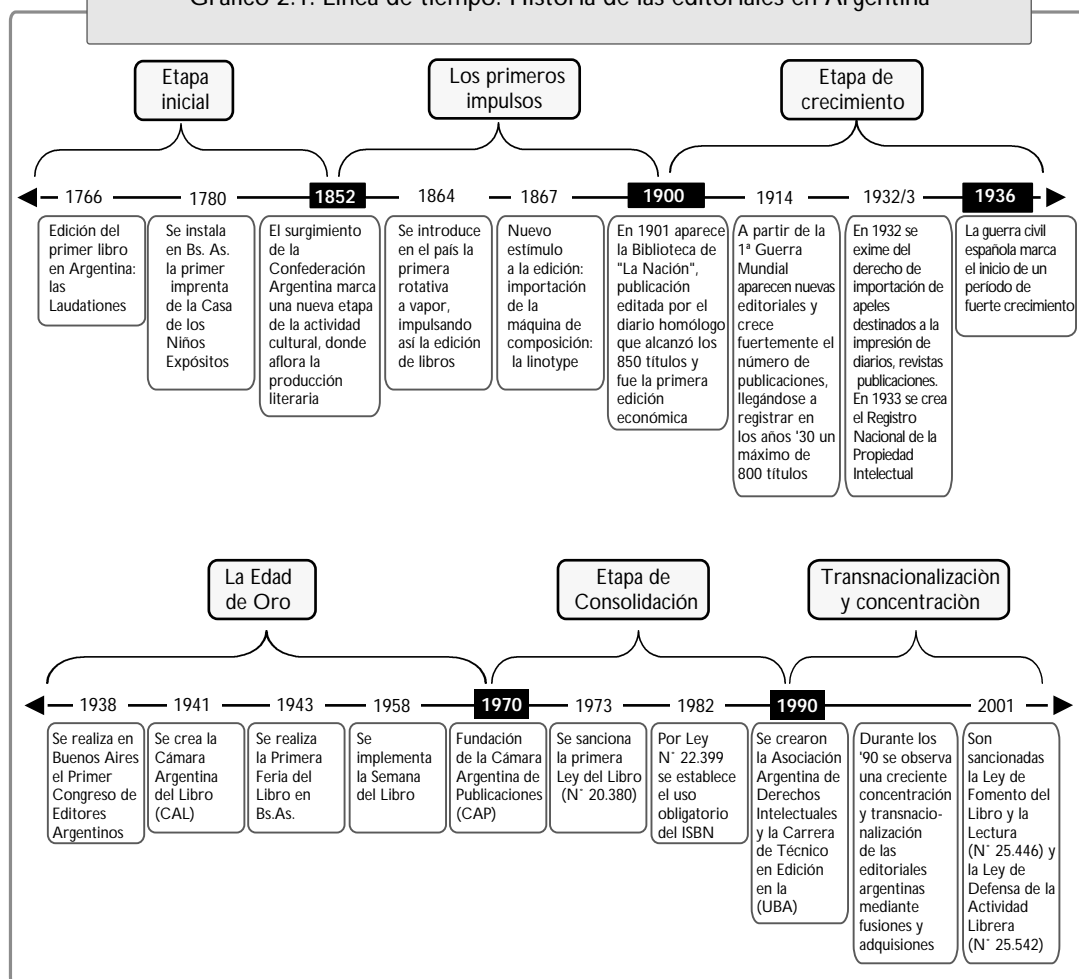 Gráfico 2.1. Línea de tiempo: Historia de las editoriales en Argentina
Etapa
inicial
Los primeros
impulsos
Etapa de
crecimiento
1766
1780
1852
1864
1867
1900
1914
1932/3
1936
Edición del
primer libro
en Argentina:
las
Laudationes
Se instala
en Bs. As.
la primer
imprenta
de la Casa
de los
Niños
Expósitos
El surgimiento
de la
Confederación
Argentina marca
una nueva etapa
de la actividad
cultural, donde
aflora la
producción
literaria
Se introduce
en el país la
primera
rotativa
a vapor,
impulsando
así la edición
de libros
Nuevo
estímulo
a la edición:
importación
de la
máquina de
composición:
la linotype
En 1901 aparece
la Biblioteca de
"La Nación",
publicación
editada por el
diario homólogo
que alcanzó los
850 títulos y
fue la primera
edición
económica
A partir de la
1ª Guerra
Mundial
aparecen nuevas
editoriales y
crece
fuertemente el
número de
publicaciones,
llegándose a
registrar en
los años '30 un
máximo de
800 títulos
En 1932 se
exime del
derecho de
importación de
apeles
destinados a la
impresión de
diarios, revistas
publicaciones.
En 1933 se crea
el Registro
Nacional de la
Propiedad
Intelectual
La guerra civil
española marca
el inicio de un
período de
fuerte crecimiento
La Edad
de Oro
Etapa de
Consolidación
Transnacionalizaciòn
y concentraciòn
1938
1941
1943
1958
1970
1973
1982
1990
2001
Se realiza en
Buenos Aires
el Primer
Congreso de
Editores
Argentinos
Se crea la
Cámara
Argentina
del Libro
(CAL)
Se realiza
la Primera
Feria del
Libro en
Bs.As.
Se
implementa
la Semana
del Libro
Fundación
de la Cámara
Argentina de
Publicaciones
(CAP)
Se sanciona
la primera
Ley del Libro
(N˙ 20.380)
Por Ley
N˙ 22.399
se establece
el uso
obligatorio
del ISBN
Se crearon
la Asociación
Argentina de
Derechos
Intelectuales
y la Carrera
de Técnico
en Edición
en la
(UBA)
Durante los
'90 se observa
una creciente
concentración
y transnacio-
nalización
de las
editoriales
argentinas
mediante
fusiones y
adquisiciones
Son
sancionadas
la Ley de
Fomento del
Libro y la
Lectura
(N˙ 25.446) y
la Ley de
Defensa de la
Actividad
Librera
(N˙ 25.542)